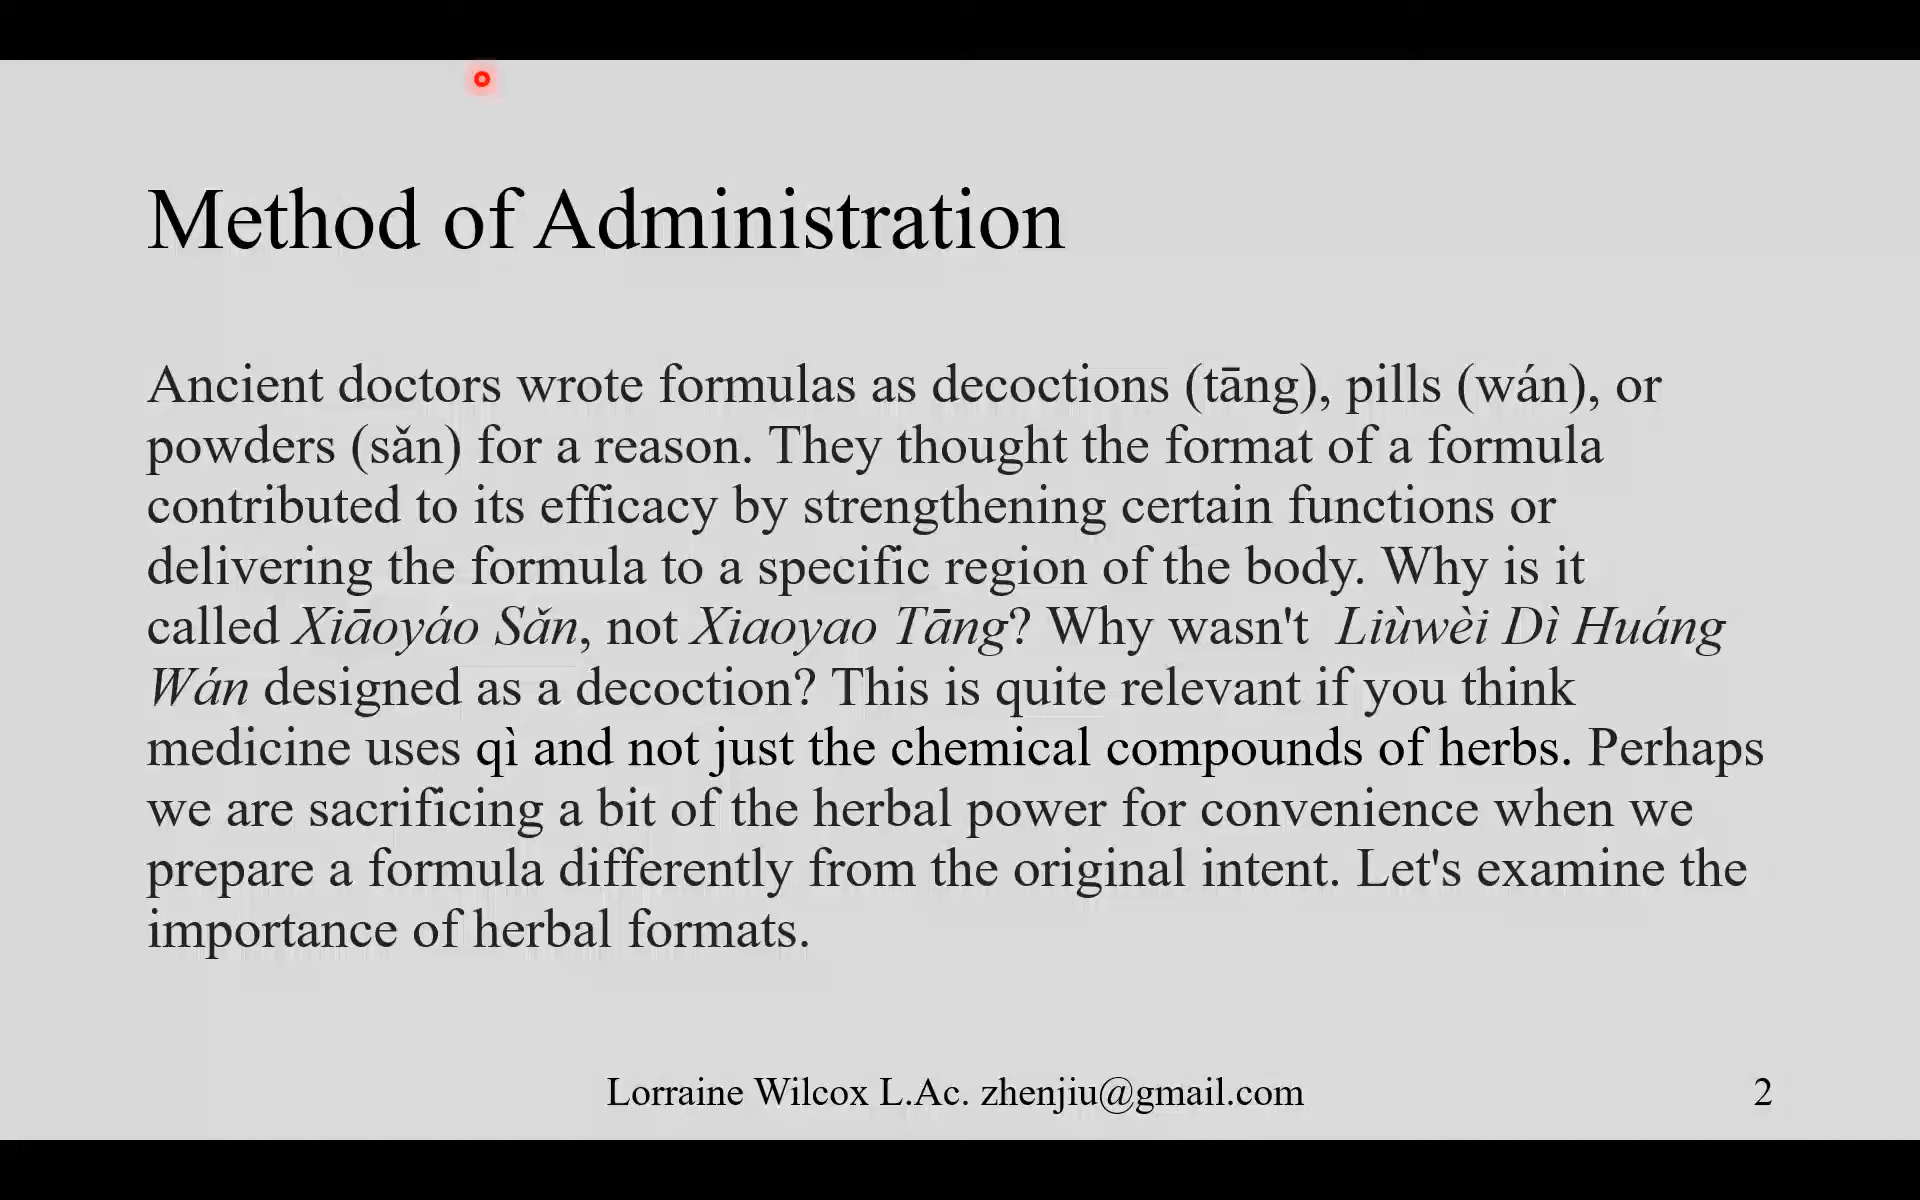 Method of Administration
Ancient doctors wrote formulas as decoctions (tāng), pills (wán), or
powders (sǎn) for a reason. They thought the format of a formula
contributed to its efficacy by strengthening certain functions or
delivering the formula to a specific region of the body. Why is it
called Xiāoyáo Sǎn, not Xiaoyao Tāng? Why wasn't Liùwèi Dì Huáng
Wán designed as a decoction? This is quite relevant if you think
medicine uses qì and not just the chemical compounds of herbs. Perhaps
we are sacrificing a bit of the herbal power for convenience when we
prepare a formula differently from the original intent. Let's examine the
importance of herbal formats.
Lorraine Wilcox L.Ac. zhenjiu@gmail.com 2